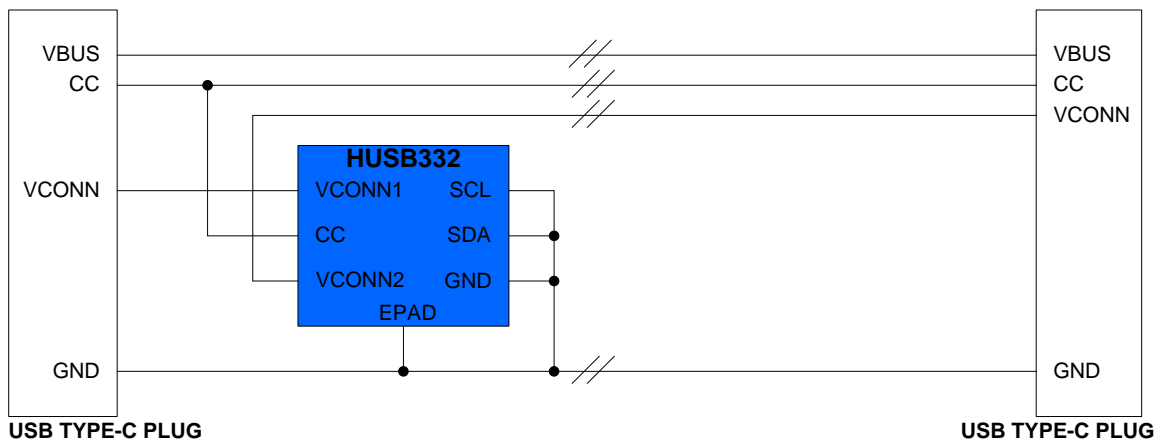 VBUS
CC
VCONN
GND
USB TYPE-C PLUG
HUSB332
VCONN1 SCL
CC SDA
VCONN2 GND
EPAD
VBUS
CC
VCONN
GND
USB TYPE-C PLUG